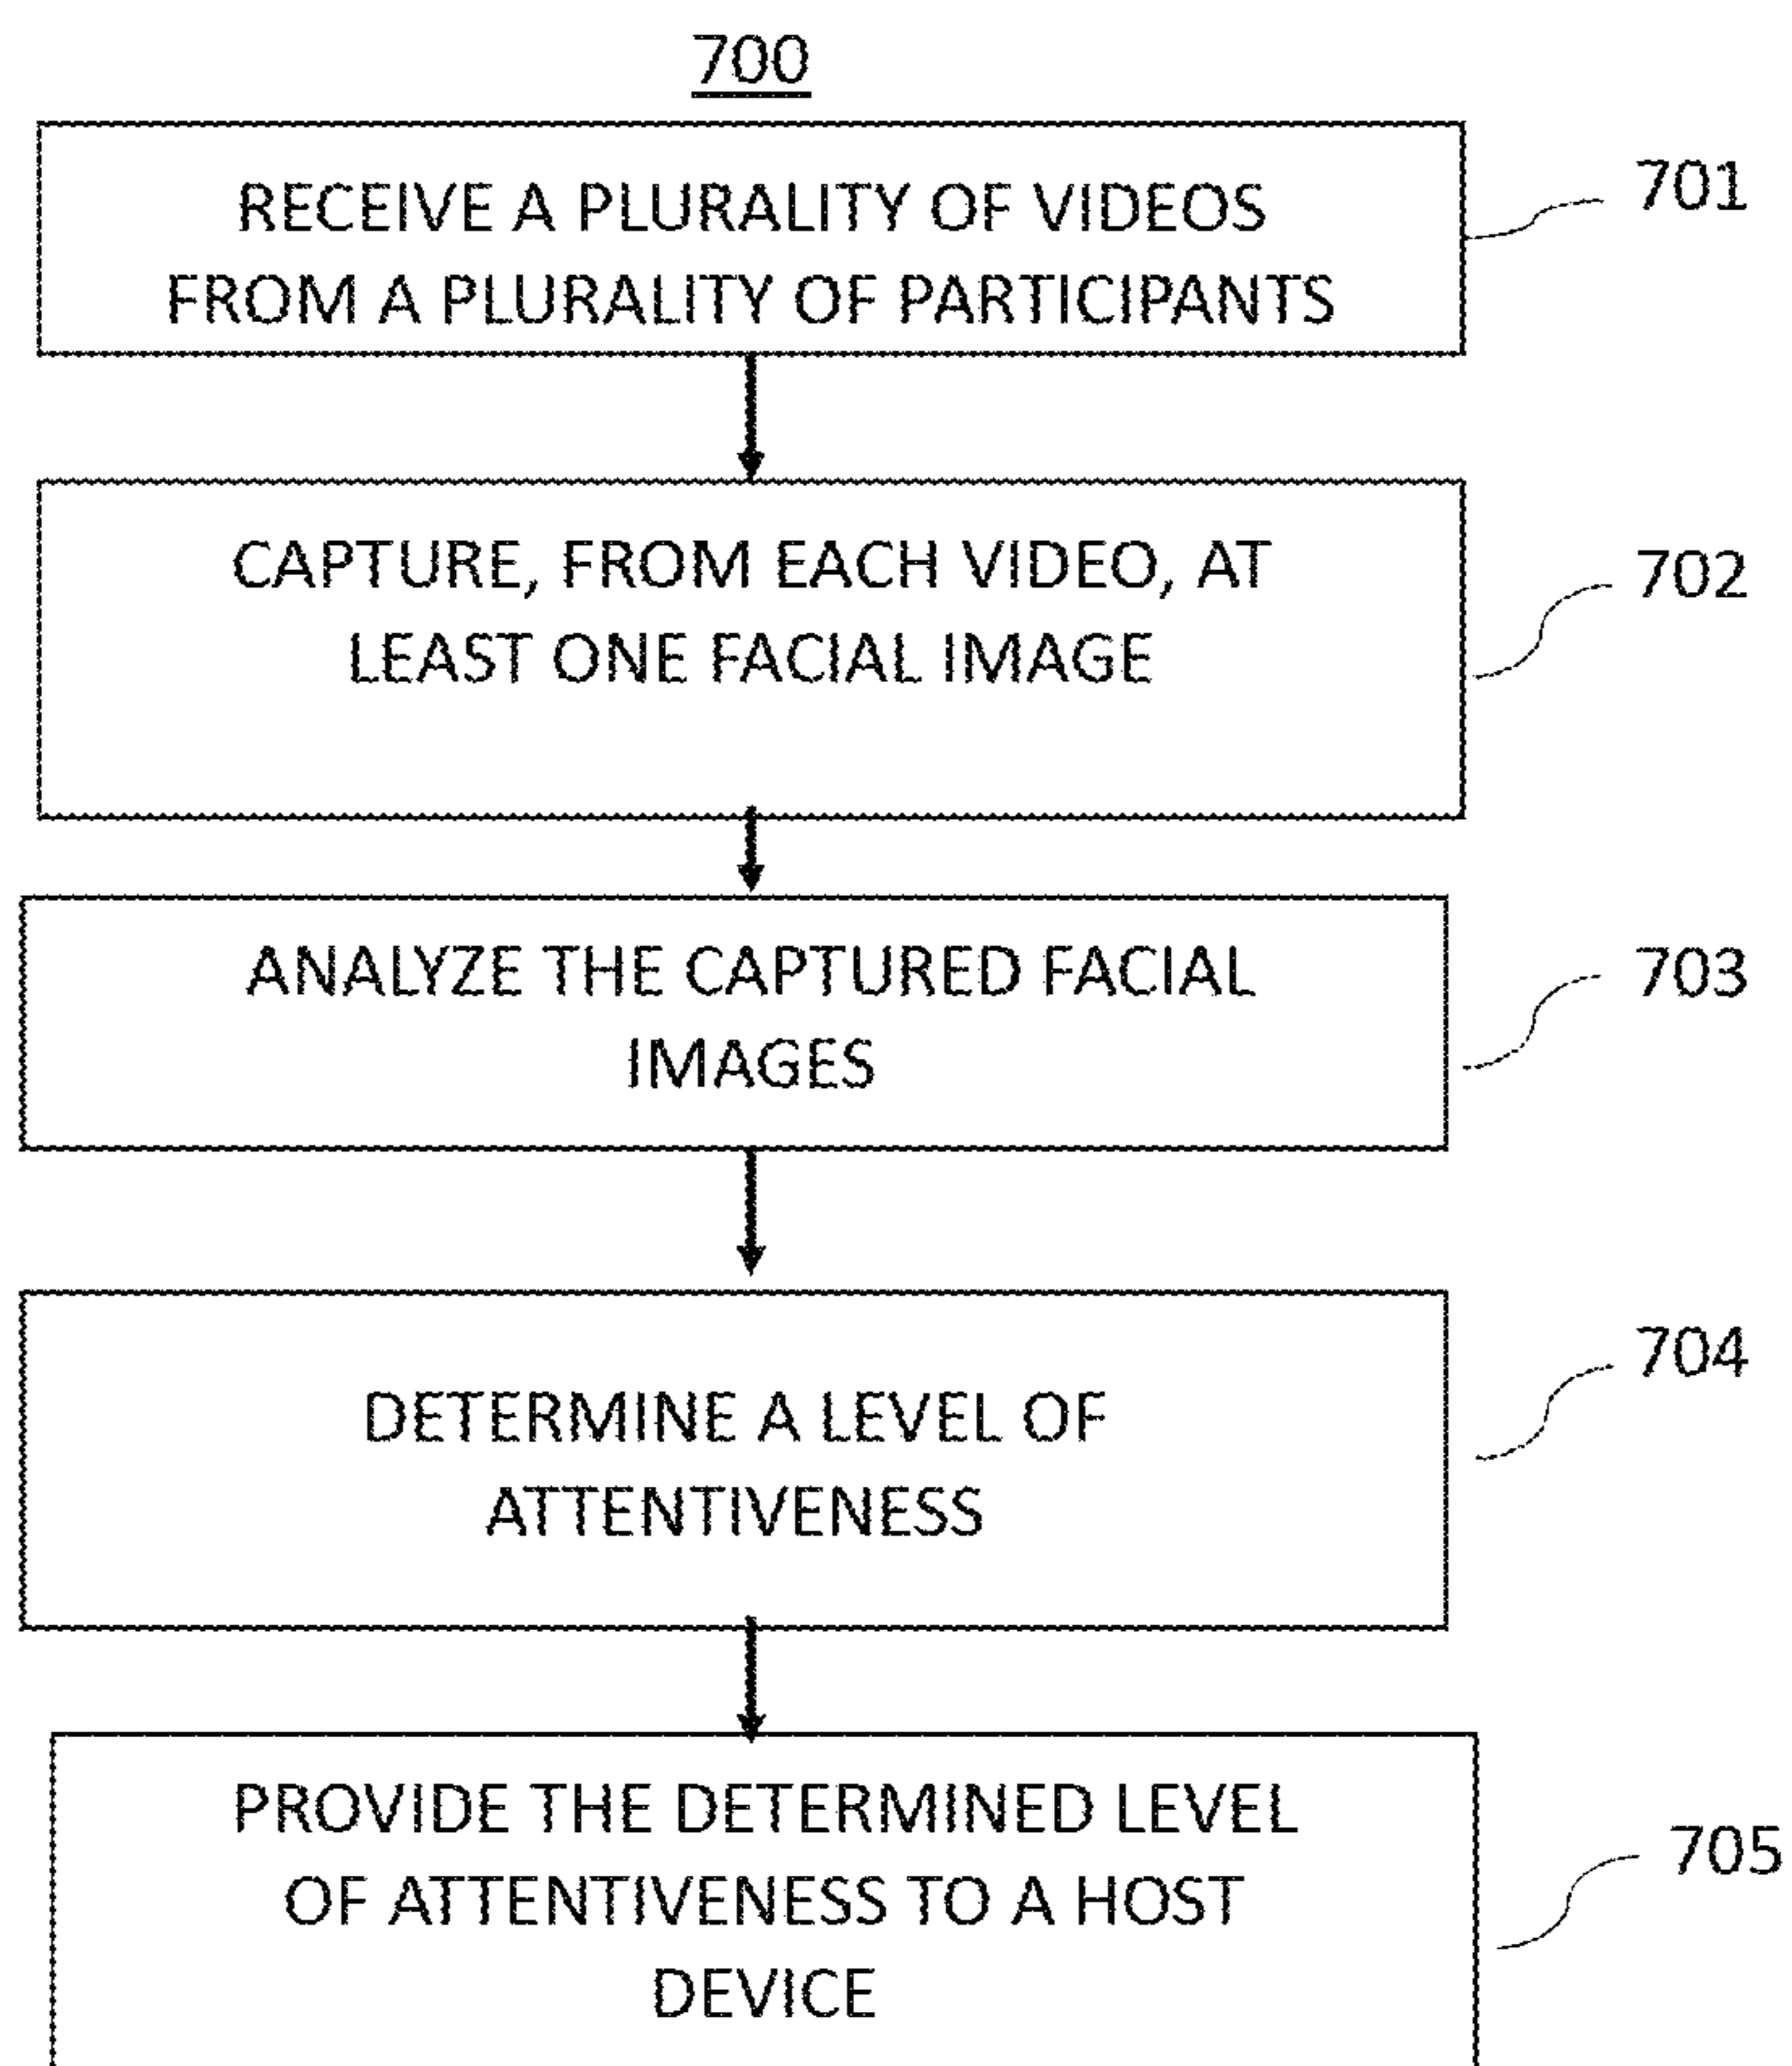 700
RECEIVE A PLURALITY OF VIDEOS
FROM A PLURALITY OF PARTICIPANTS
701
CAPTURE, FROM EACH VIDEO, AT
LEAST ONE FACIAL IMAGE
702
ANALYZE THE CAPTURED FACIAL
IMAGES
703
DETERMINE A LEVEL OF
ATTENTIVENESS
704
PROVIDE THE DETERMINED LEVEL
OF ATTENTIVENESS TO A HOST
DEVICE
705